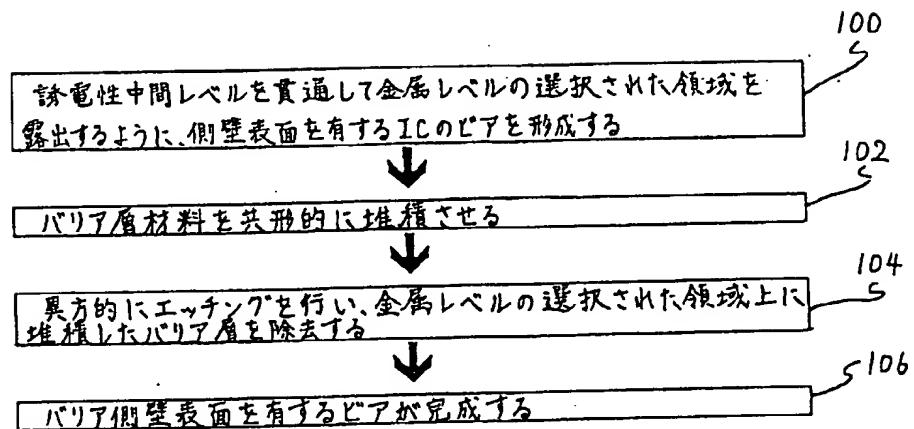 100
誘電性中間レベルを貫通して金属レベルの選択された領域を
露出するように、側壁表面を有するICのビアを形成する
102
バリア層材料を共形的に堆積させる
104
異方的にエッチングを行い、金属レベルの選択された領域上に
堆積したバリア層を除去する
106
バリア側壁表面を有するビアが完成する